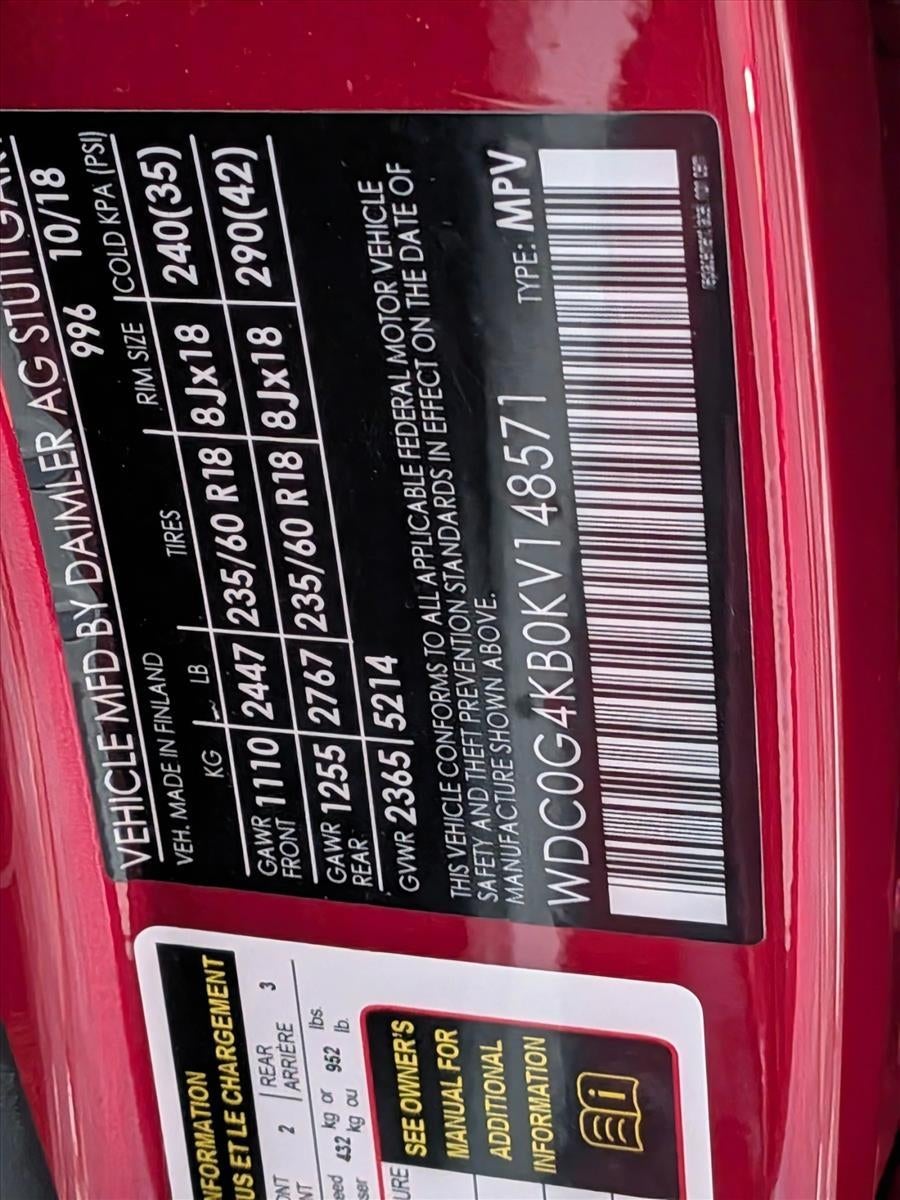 VEHICLE MFD BY DAIMLER AG
996 10/18
VEH. MADE IN FINLAND TIRES RIM SIZE COLD KPA (PSI)
KG LB
GAWR FRONT 1110 2447 235/60 R18 8Jx18 240(35)
GAWR REAR 1255 2767 235/60 R18 8Jx18 290(42)
GVWR 2365 5214
THIS VEHICLE CONFORMS TO ALL APPLICABLE FEDERAL MOTOR VEHICLE
SAFETY AND THEFT PREVENTION STANDARDS IN EFFECT ON THE DATE OF
MANUFACTURE SHOWN ABOVE.
WDC0G4KB0KV148571 TYPE: MPV
US ET LE CHARGEMENT
2 REAR 3
ARRIÈRE
432 kg or 952 lbs.
kg ou lb.
SEE OWNER'S
MANUAL FOR
ADDITIONAL
INFORMATION